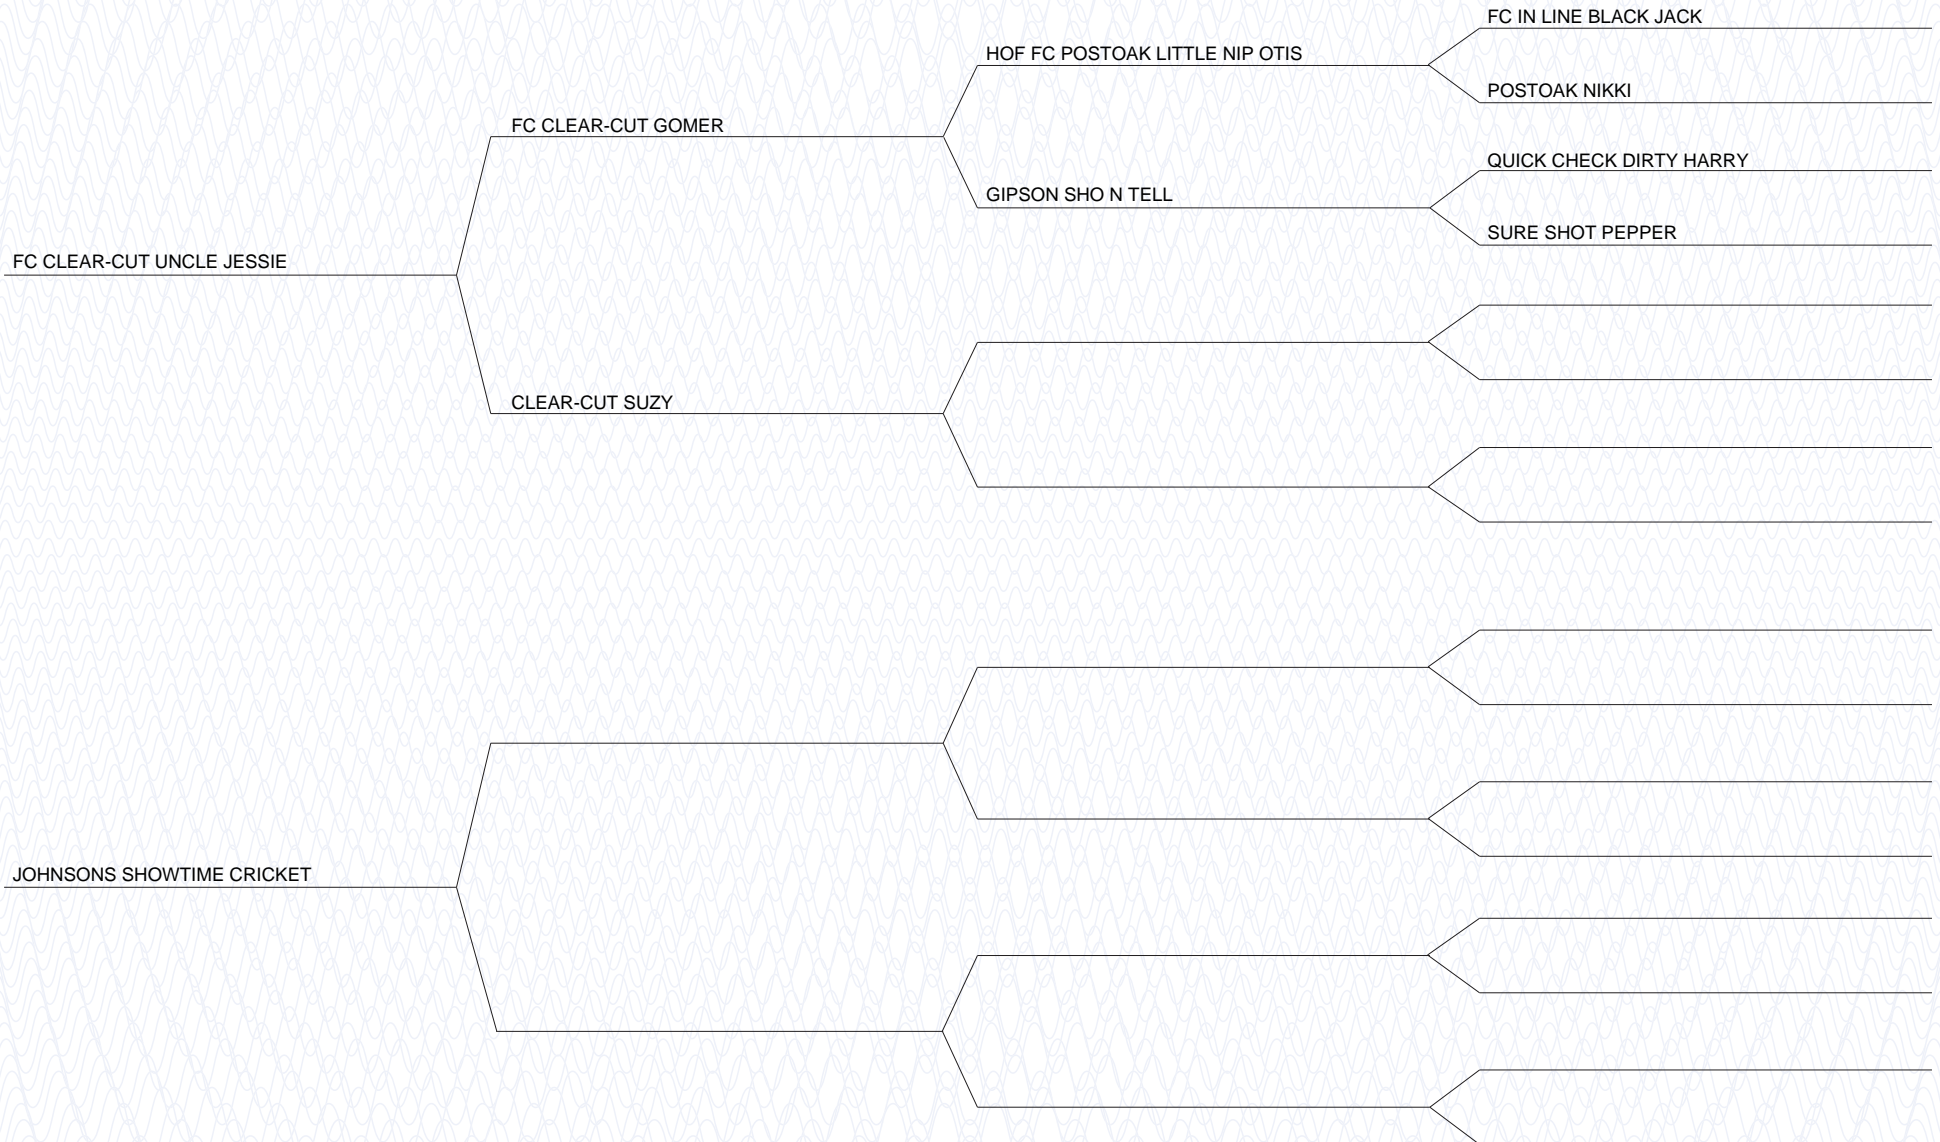 FC IN LINE BLACK JACK
HOF FC POSTOAK LITTLE NIP OTIS
POSTOAK NIKKI
FC CLEAR-CUT GOMER
QUICK CHECK DIRTY HARRY
GIPSON SHO N TELL
SURE SHOT PEPPER
FC CLEAR-CUT UNCLE JESSIE
CLEAR-CUT SUZY
JOHNSONS SHOWTIME CRICKET